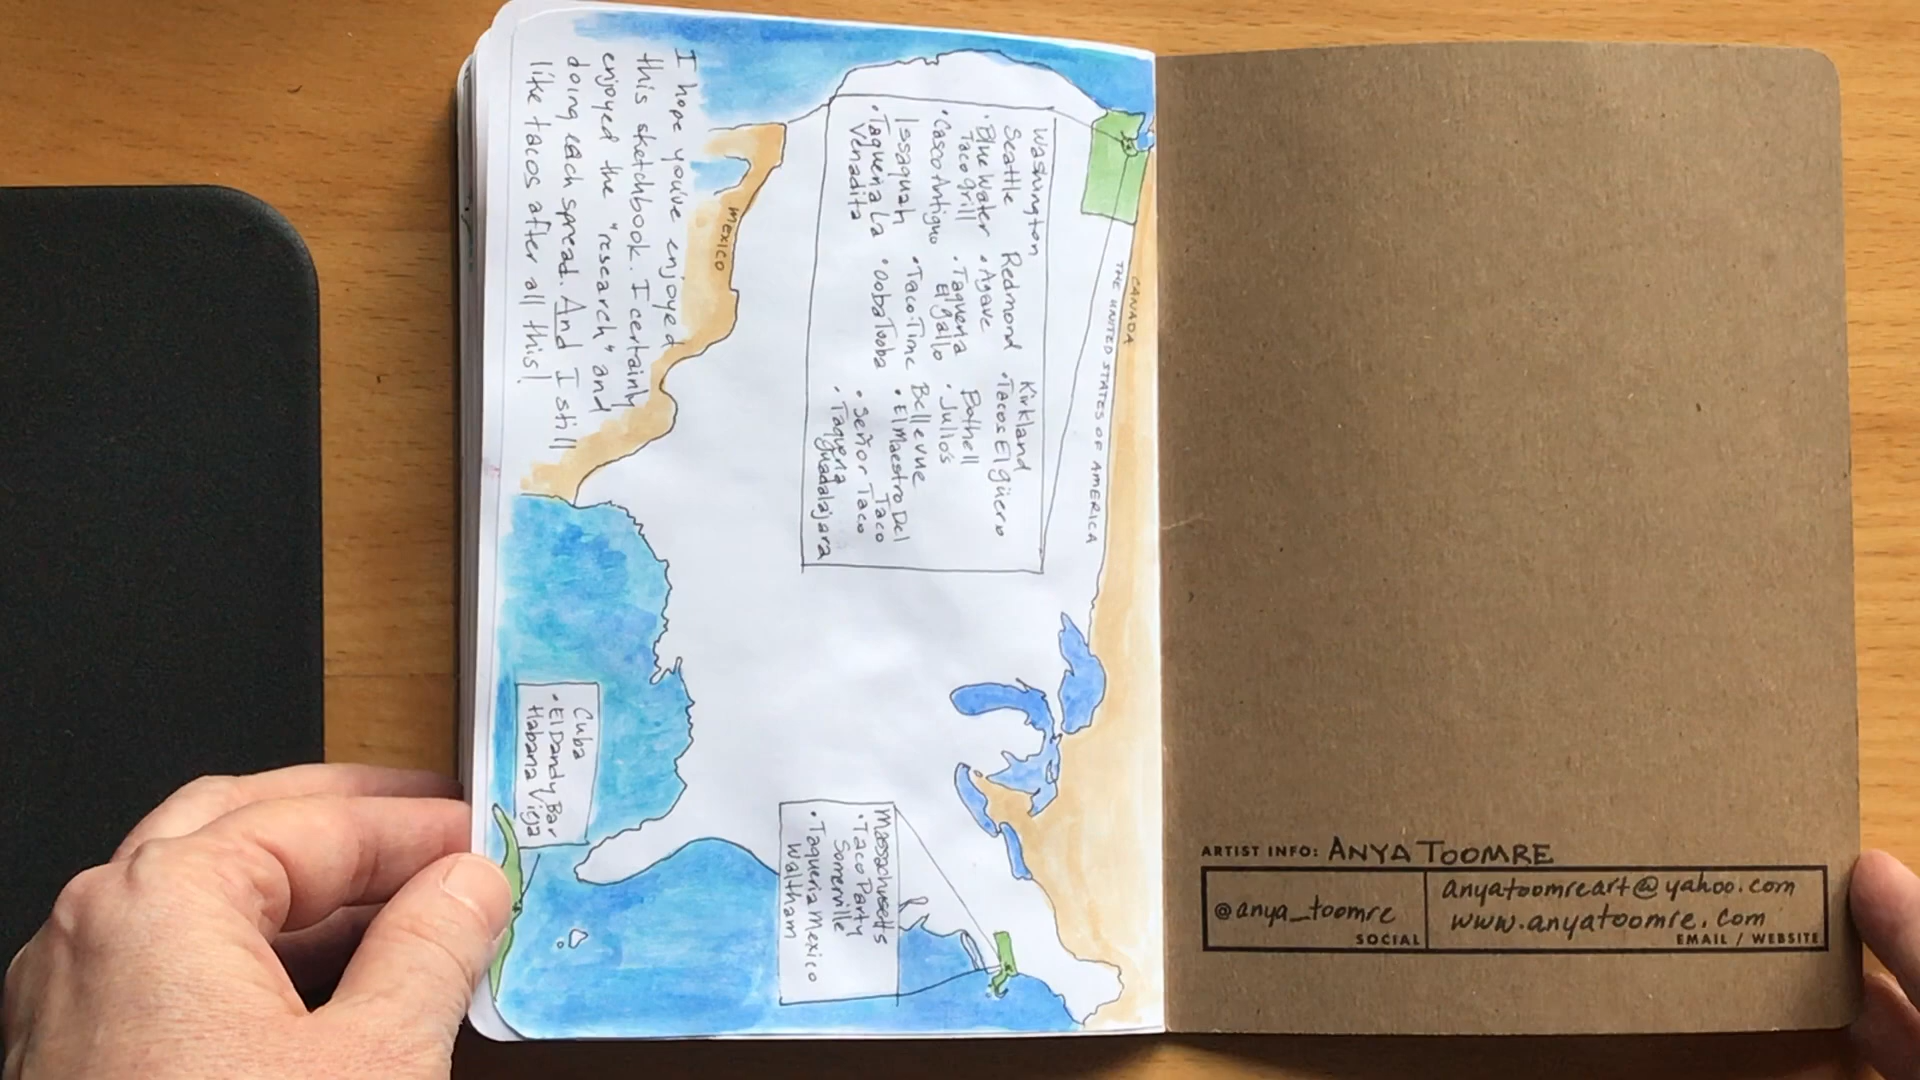 CANADA
THE UNITED STATES OF AMERICA
Washington
Seattle
• Blue Water
Taco Grill
• Casco Antiguo
Issaquah
• Taqueria La
Venadita
Redmond
• Agave
• Taqueria
El Gallo
• Taco Time
• Ooba Tooba
Kirkland
• Tacos El Güero
Bothell
• Julio's
Bellevue
• El Maestro Del
Taco
• Señor Taco
• Taqueria
Guadalajara
Massachusetts
• Taco Party
Somerville
• Taqueria Mexico
Waltham
mexico
I hope you've enjoyed
this sketchbook. I certainly
enjoyed the "research" and
doing each spread. And I still
like tacos after all this!
Cuba
• El Dandy Bar
Habana Vieja
ARTIST INFO: ANYA TOOMRE
@anya_toomre
SOCIAL
anyatoomreart@yahoo.com
www.anyatoomre.com
EMAIL / WEBSITE